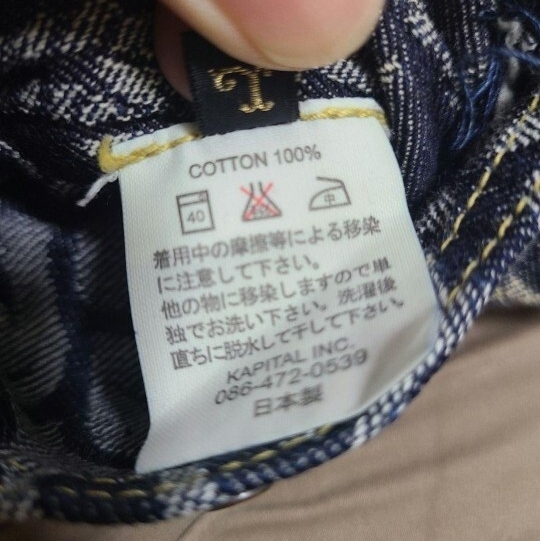 COTTON 100%
40
中
着用中の摩擦等による移染
に注意して下さい。
他の物に移染しますので単
独でお洗い下さい。洗濯後
直ちに脱水して干して下さい。
KAPITAL INC.
086-472-0539
日本製